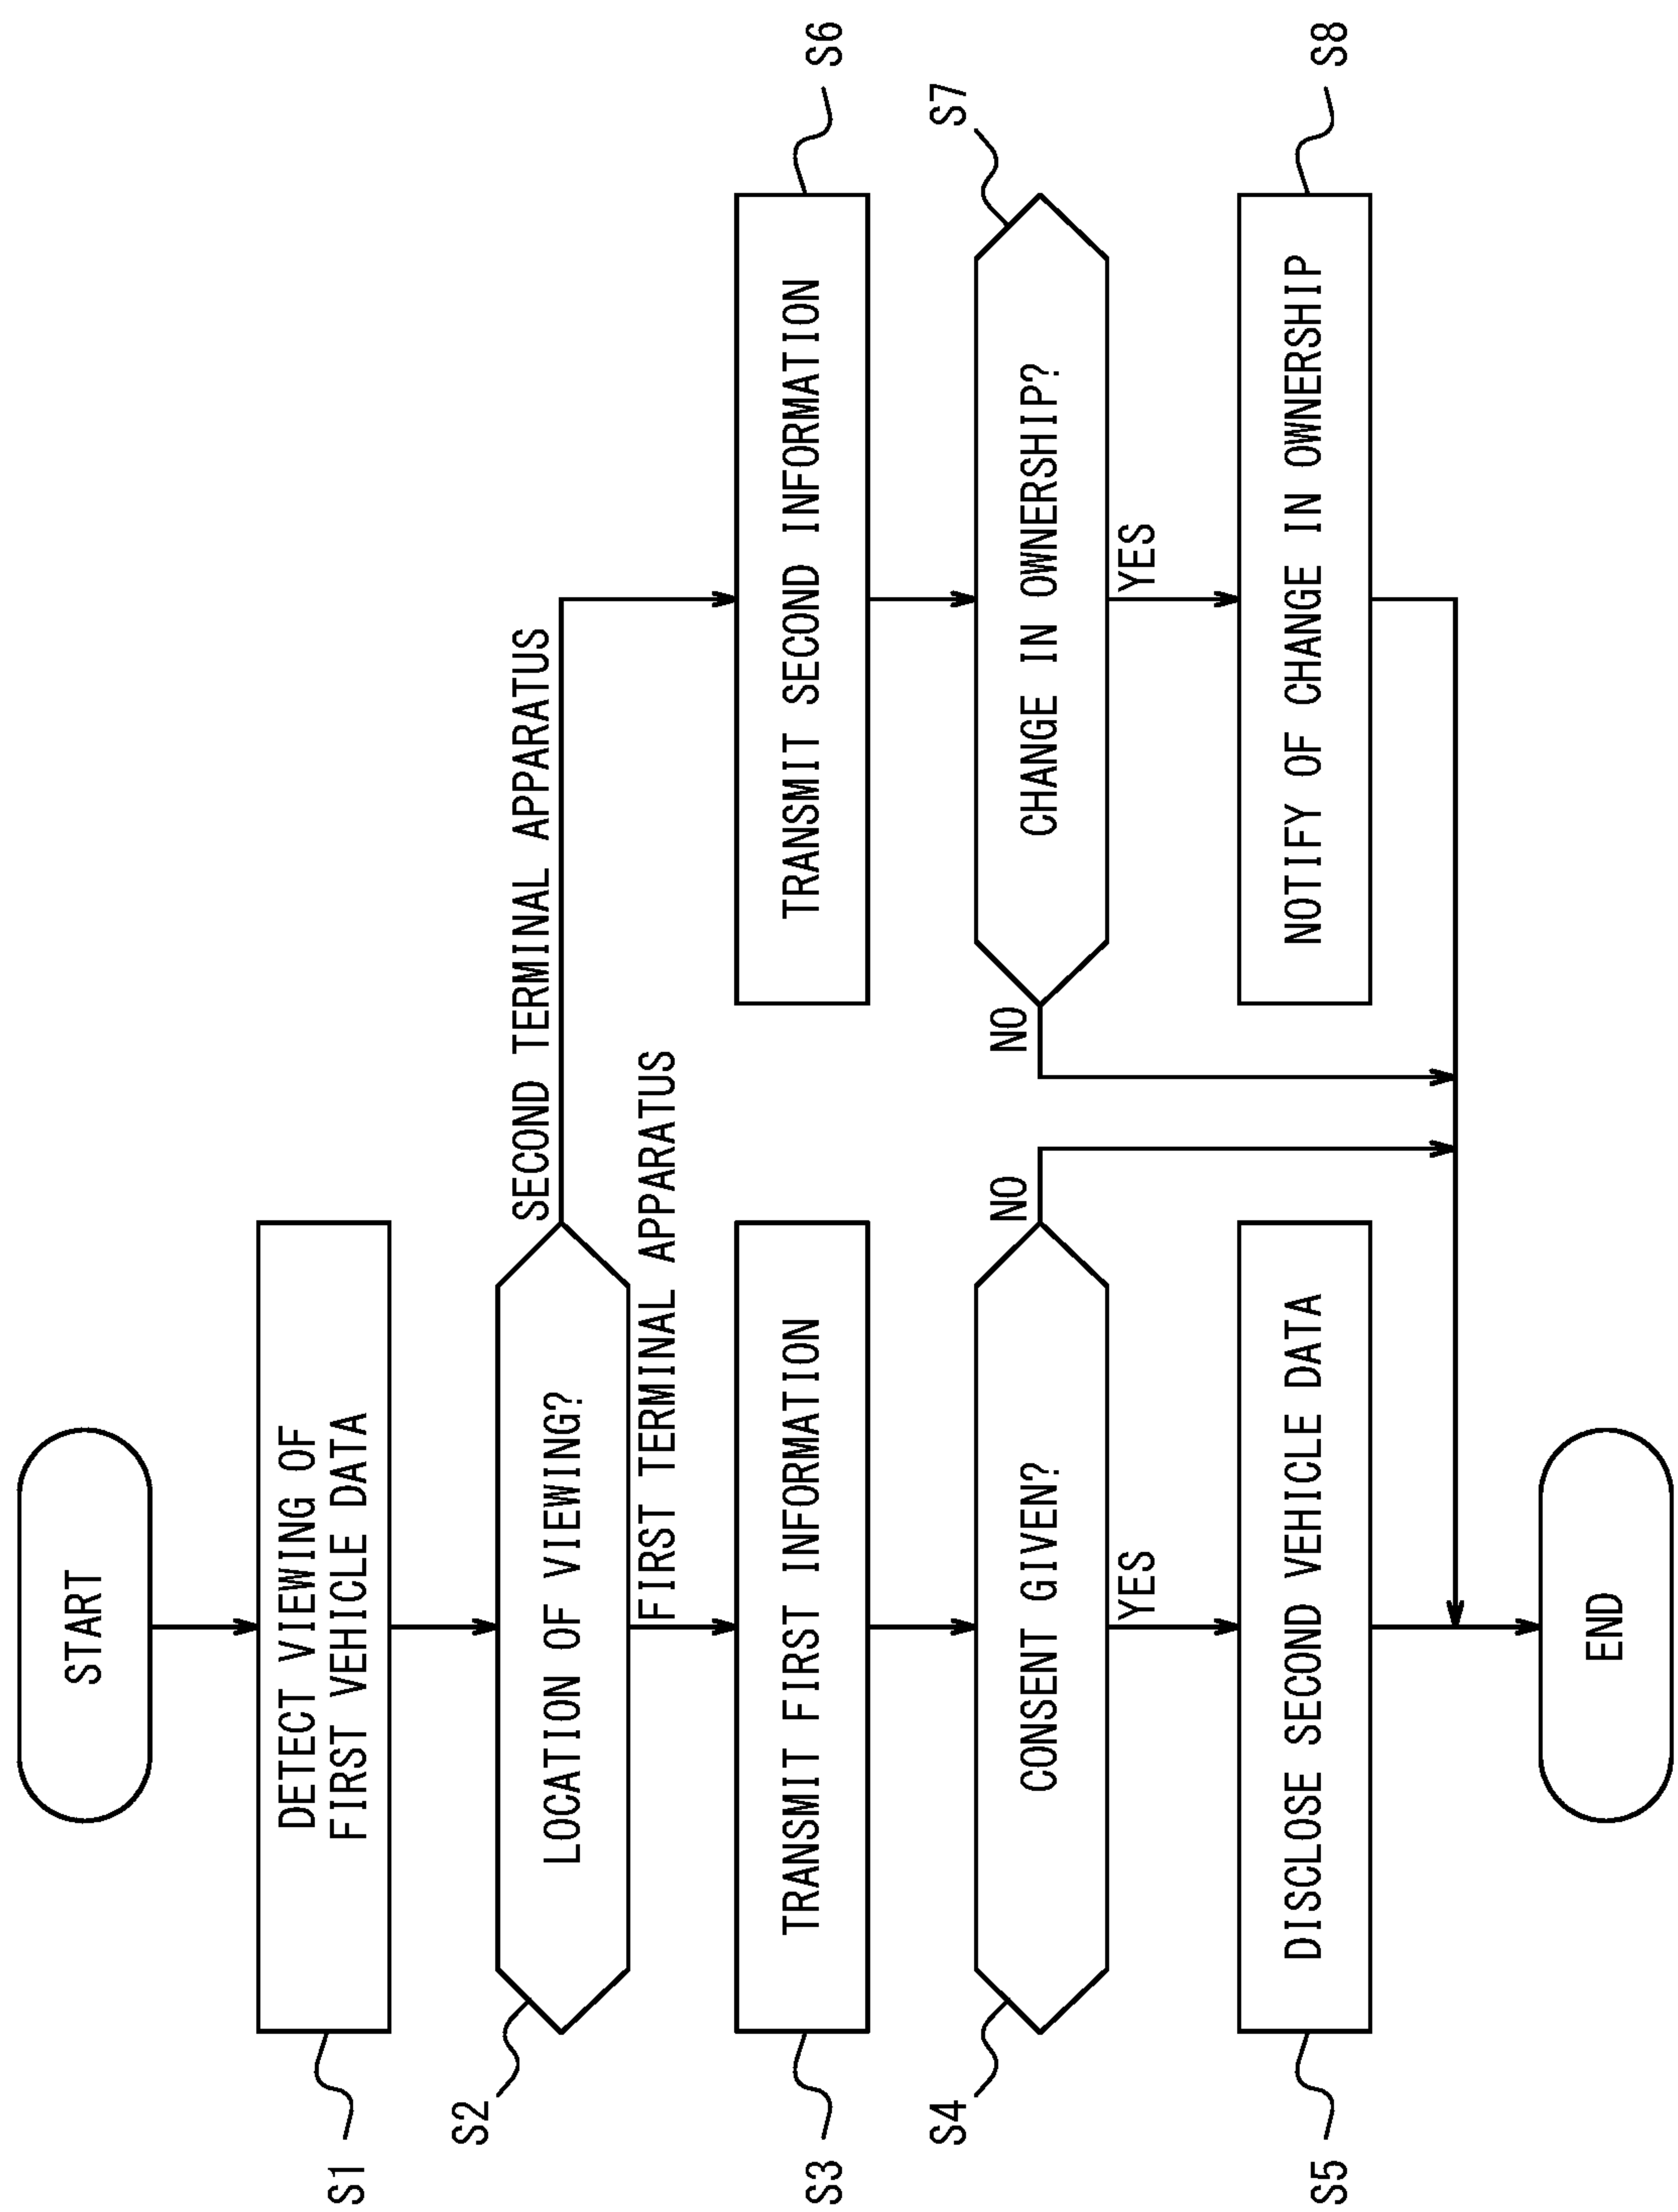 START
S1
DETECT VIEWING OF
FIRST VEHICLE DATA
S2
LOCATION OF VIEWING?
SECOND TERMINAL APPARATUS
FIRST TERMINAL APPARATUS
S3
TRANSMIT FIRST INFORMATION
TRANSMIT SECOND INFORMATION
S6
S4
CONSENT GIVEN?
NO
YES
NO
CHANGE IN OWNERSHIP?
S7
YES
S5
DISCLOSE SECOND VEHICLE DATA
NOTIFY OF CHANGE IN OWNERSHIP
S8
END